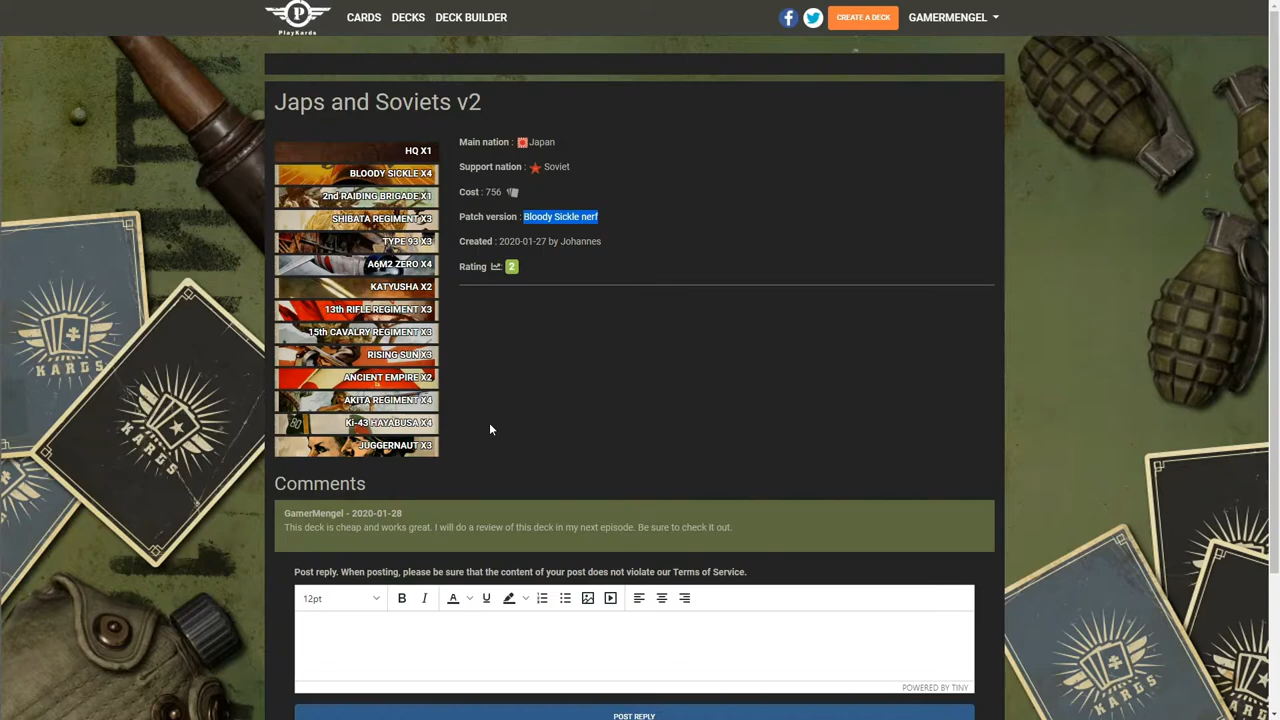 PlayKards
CARDS DECKS DECK BUILDER
CREATE A DECK
GAMERMENGEL
Japs and Soviets v2
HQ X1
BLOODY SICKLE X4
2nd RAIDING BRIGADE X1
SHIBATA REGIMENT X3
TYPE 93 X3
A6M2 ZERO X4
KATYUSHA X2
13th RIFLE REGIMENT X3
15th CAVALRY REGIMENT X3
RISING SUN X3
ANCIENT EMPIRE X2
AKITA REGIMENT X4
Ki-43 HAYABUSA X4
JUGGERNAUT X3
Main nation : Japan
Support nation : Soviet
Cost : 756
Patch version : Bloody Sickle nerf
Created : 2020-01-27 by Johannes
Rating : 2
Comments
GamerMengel - 2020-01-28
This deck is cheap and works great. I will do a review of this deck in my next episode. Be sure to check it out.
Post reply. When posting, please be sure that the content of your post does not violate our Terms of Service.
12pt B I A U
POWERED BY TINY
POST REPLY
KARDS
KARDS